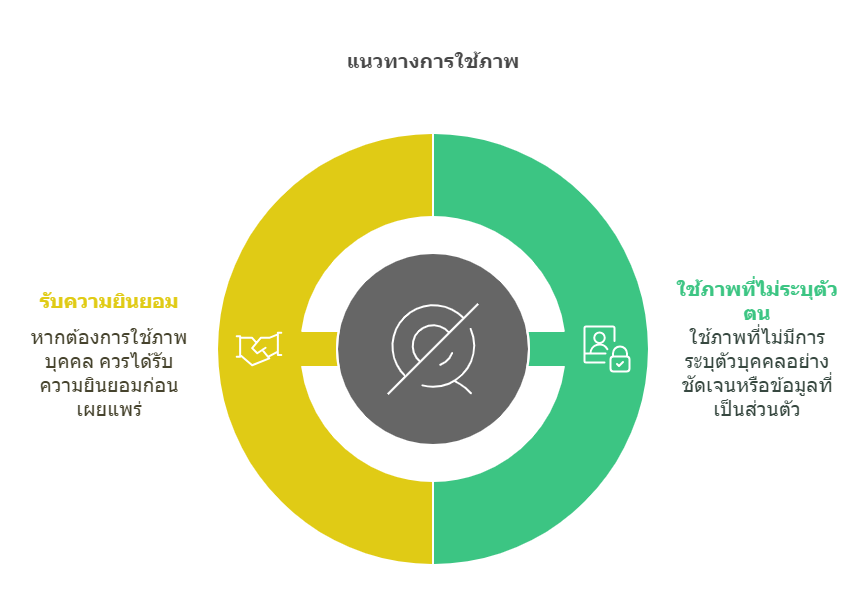 แนวทางการใช้ภาพ
รับความยินยอม
หากต้องการใช้ภาพ
บุคคล ควรได้รับ
ความยินยอมก่อน
เผยแพร่
ใช้ภาพที่ไม่ระบุตัว
ตน
ใช้ภาพที่ไม่มีการ
ระบุตัวบุคคลอย่าง
ชัดเจนหรือข้อมูลที่
เป็นส่วนตัว